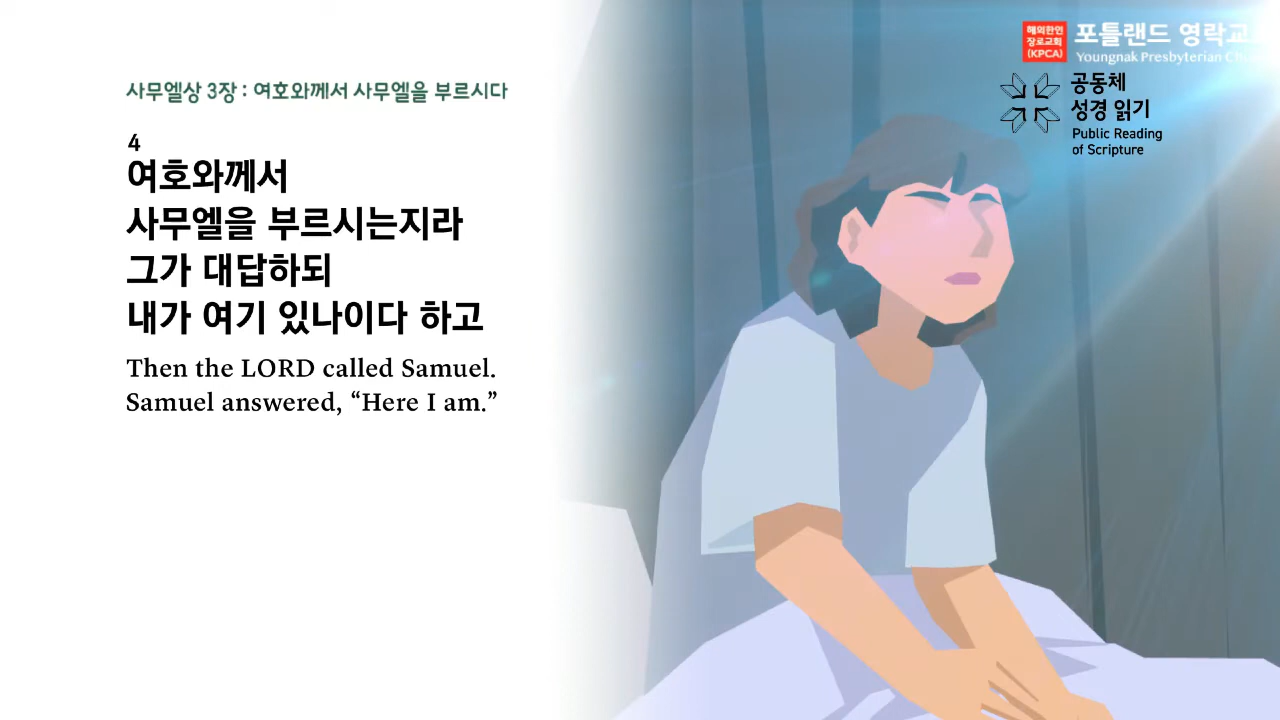 사무엘상 3장 : 여호와께서 사무엘을 부르시다
4
여호와께서
사무엘을 부르시는지라
그가 대답하되
내가 여기 있나이다 하고
Then the LORD called Samuel.
Samuel answered, “Here I am.”
해외한인
장로교회
(KPCA)
포틀랜드 영락교
Youngnak Presbyterian
공동체
성경 읽기
Public Reading
of Scripture